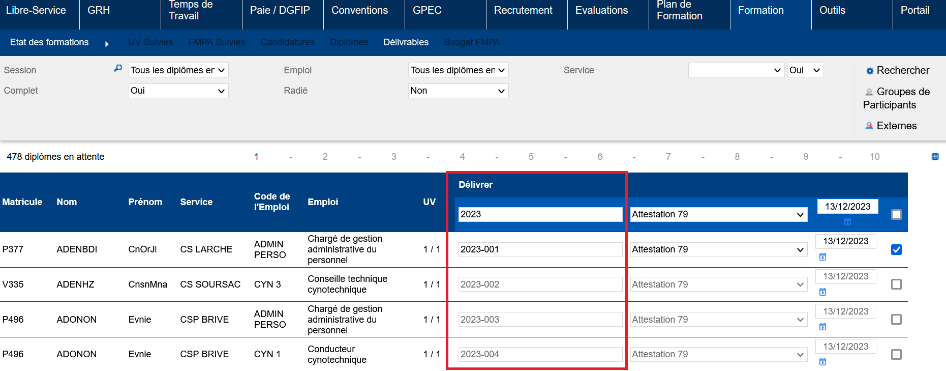 Libre-Service GRH Temps de Travail Paie / DGFIP Conventions GPEC Recrutement Evaluations Plan de Formation Formation Outils Portail
Etat des formations UV Suivies FMPA Suivies Candidatures Diplômes Délivrables Budget FMPA
Session Tous les diplômes en Emploi Tous les diplômes en Service Oui Rechercher
Complet Oui Radié Non Groupes de Participants
Externes
478 diplômes en attente 1 - 2 - 3 - 4 - 5 - 6 - 7 - 8 - 9 - 10
Délivrer
Matricule Nom Prénom Service Code de l'Emploi Emploi UV
2023 Attestation 79 13/12/2023
P377 ADENBDI CnOrJl CS LARCHE ADMIN PERSO Chargé de gestion administrative du personnel 1 / 1 2023-001 Attestation 79 13/12/2023
V335 ADENHZ CnsnMna CS SOURSAC CYN 3 Conseille technique cynotechnique 1 / 1 2023-002 Attestation 79 13/12/2023
P496 ADONON Evnie CSP BRIVE ADMIN PERSO Chargé de gestion administrative du personnel 1 / 1 2023-003 Attestation 79 13/12/2023
P496 ADONON Evnie CSP BRIVE CYN 1 Conducteur cynotechnique 1 / 1 2023-004 Attestation 79 13/12/2023